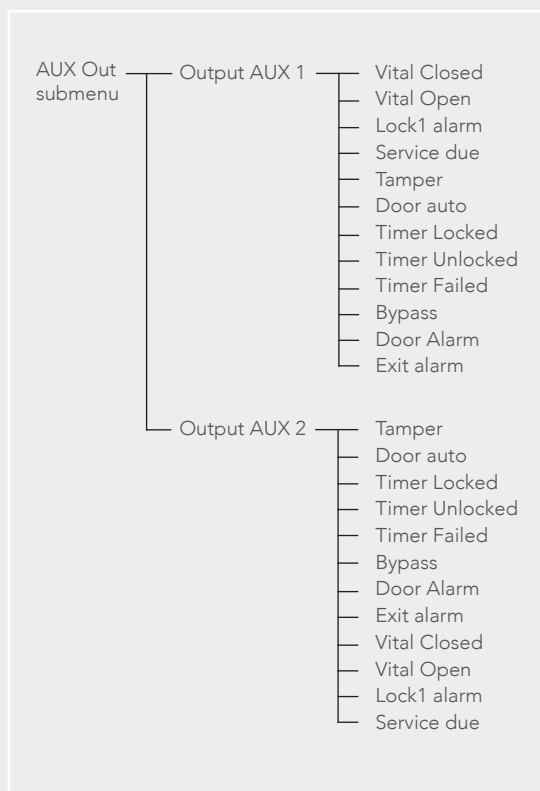 AUX Out
submenu
Output AUX 1
Vital Closed
Vital Open
Lock1 alarm
Service due
Tamper
Door auto
Timer Locked
Timer Unlocked
Timer Failed
Bypass
Door Alarm
Exit alarm
Output AUX 2
Tamper
Door auto
Timer Locked
Timer Unlocked
Timer Failed
Bypass
Door Alarm
Exit alarm
Vital Closed
Vital Open
Lock1 alarm
Service due